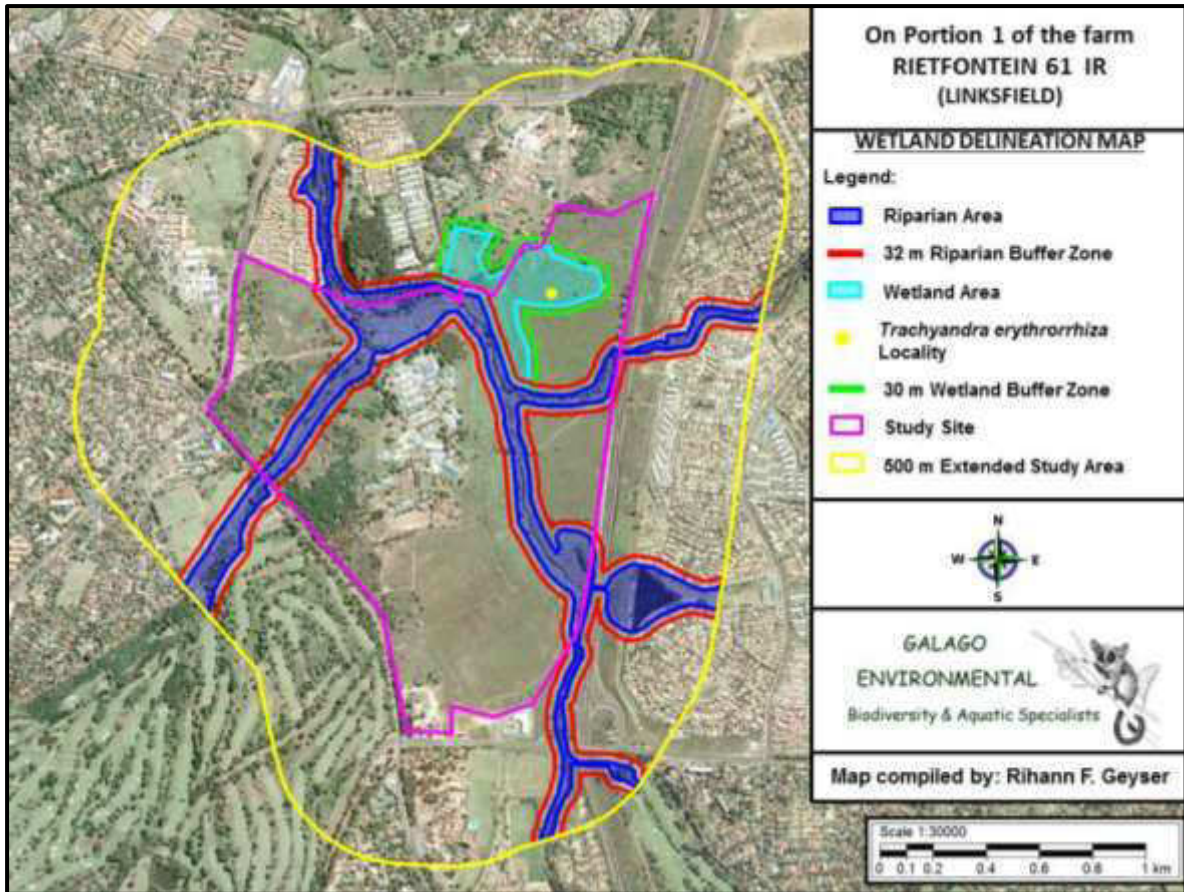 On Portion 1 of the farm
RIETFONTEIN 61 IR
(LINKSFIELD)
WETLAND DELINEATION MAP
Legend:
Riparian Area
32 m Riparian Buffer Zone
Wetland Area
Trachyandra erythrorrhiza
Locality
30 m Wetland Buffer Zone
Study Site
500 m Extended Study Area
N
W E
S
GALAGO
ENVIRONMENTAL
Biodiversity & Aquatic Specialists
Map compiled by: Rihann F. Geyser
Scale 1:30000
0 0.1 0.2 0.4 0.6 0.8 1 km